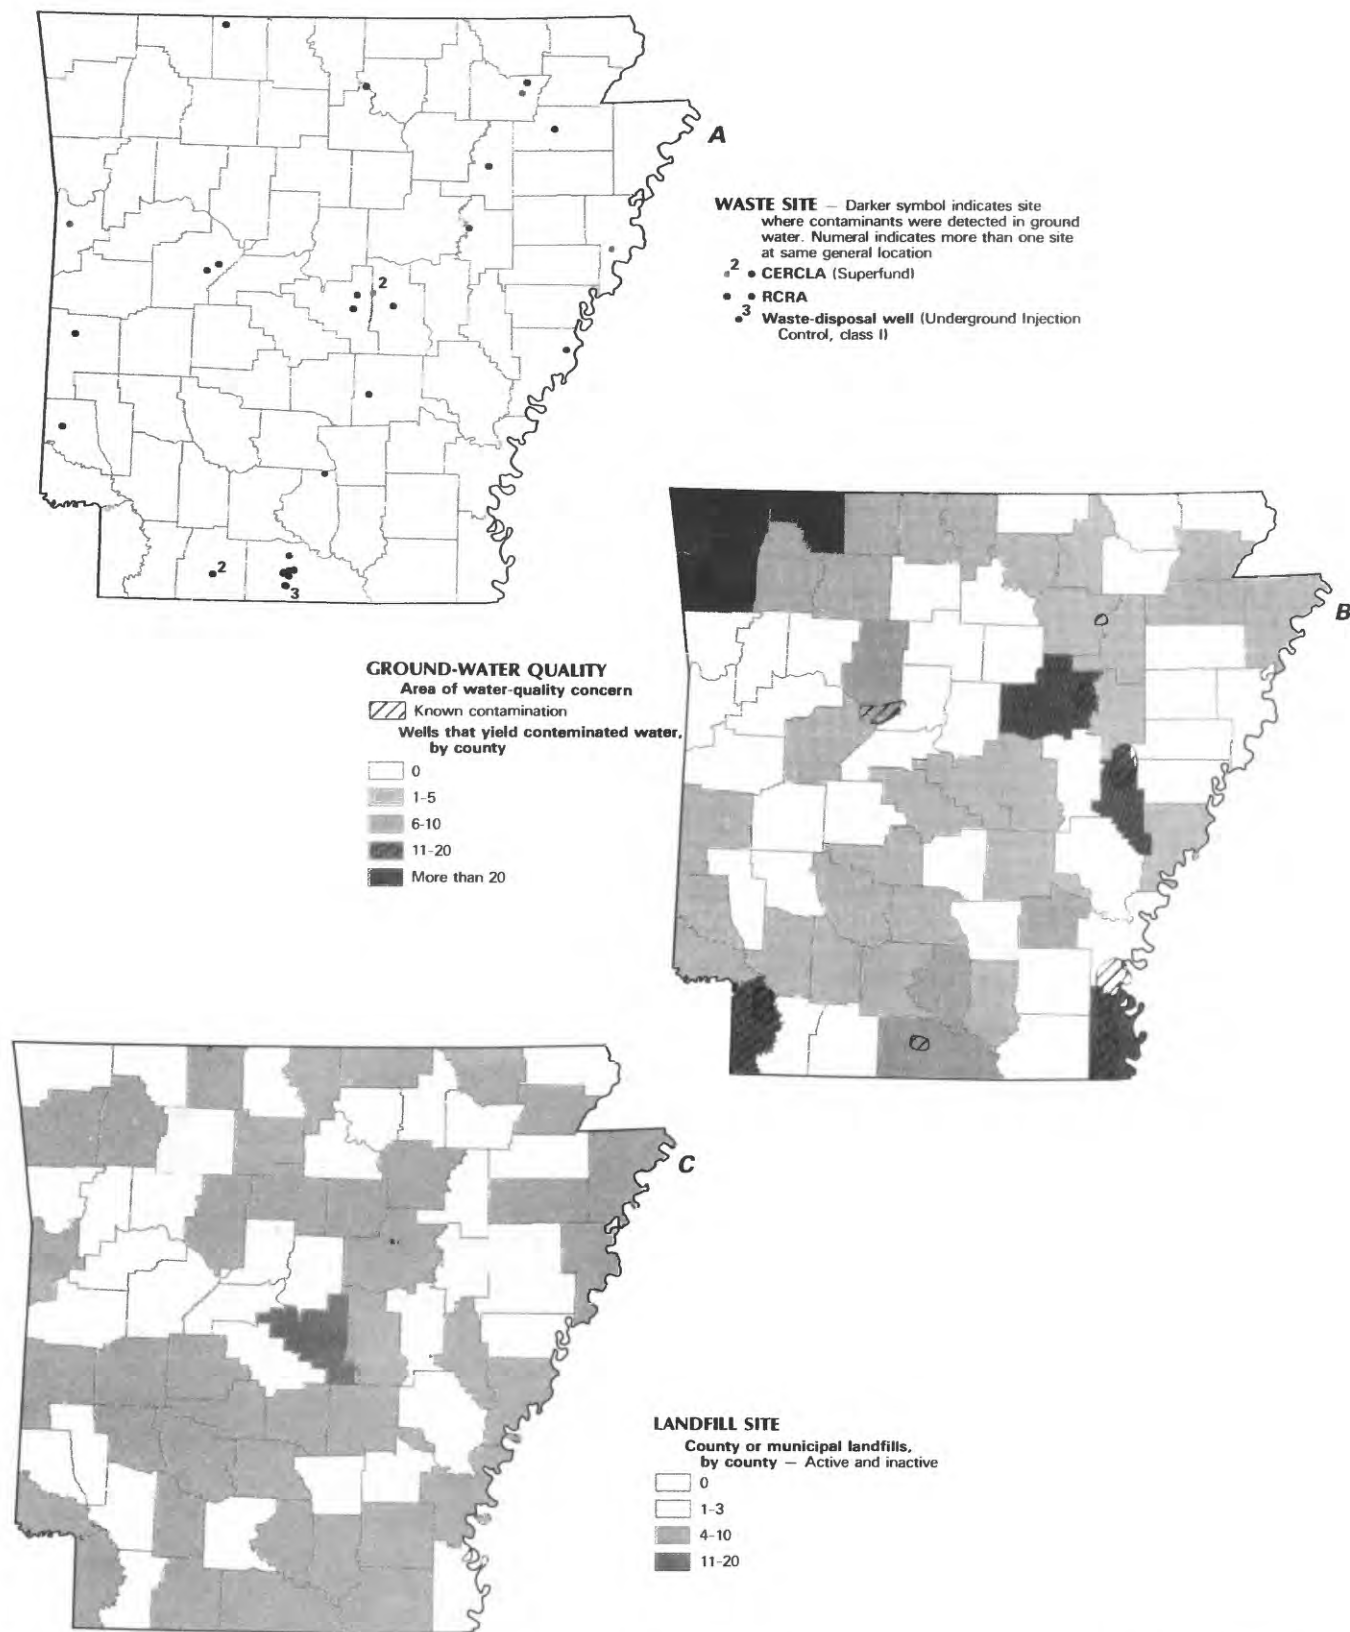 A
WASTE SITE — Darker symbol indicates site
where contaminants were detected in ground
water. Numeral indicates more than one site
at same general location
2 CERCLA (Superfund)
RCRA
3 Waste-disposal well (Underground Injection
Control, class II)
2
2
3
B
GROUND-WATER QUALITY
Area of water-quality concern
Known contamination
Wells that yield conteminated water,
by county
0
1-5
6-10
11-20
More than 20
C
LANDFILL SITE
County or municipal landfills,
by county — Active and inactive
0
1-3
4-10
11-20